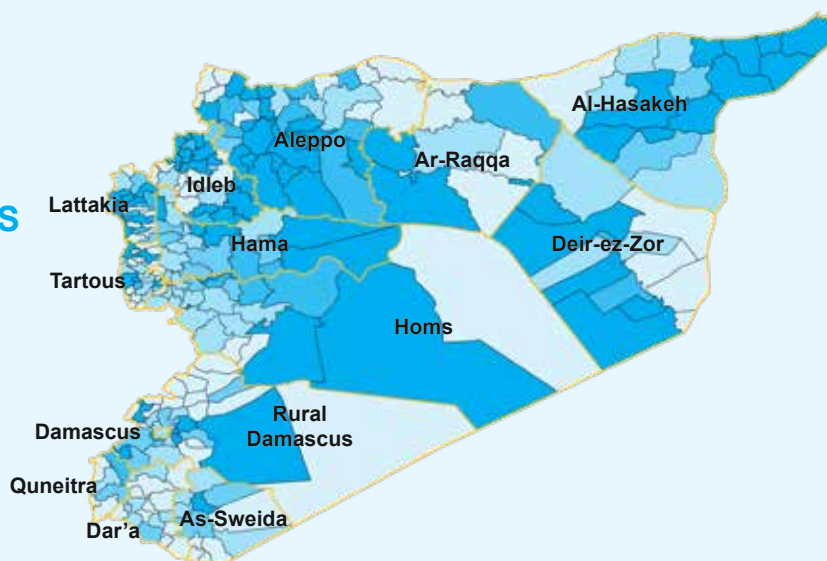 Al-Hasakeh
Aleppo
Ar-Raqqa
Idleb
Lattakia
S
Hama
Deir-ez-Zor
Tartous
Homs
Rural
Damascus
Damascus
Quneitra
As-Sweida
Dar'a